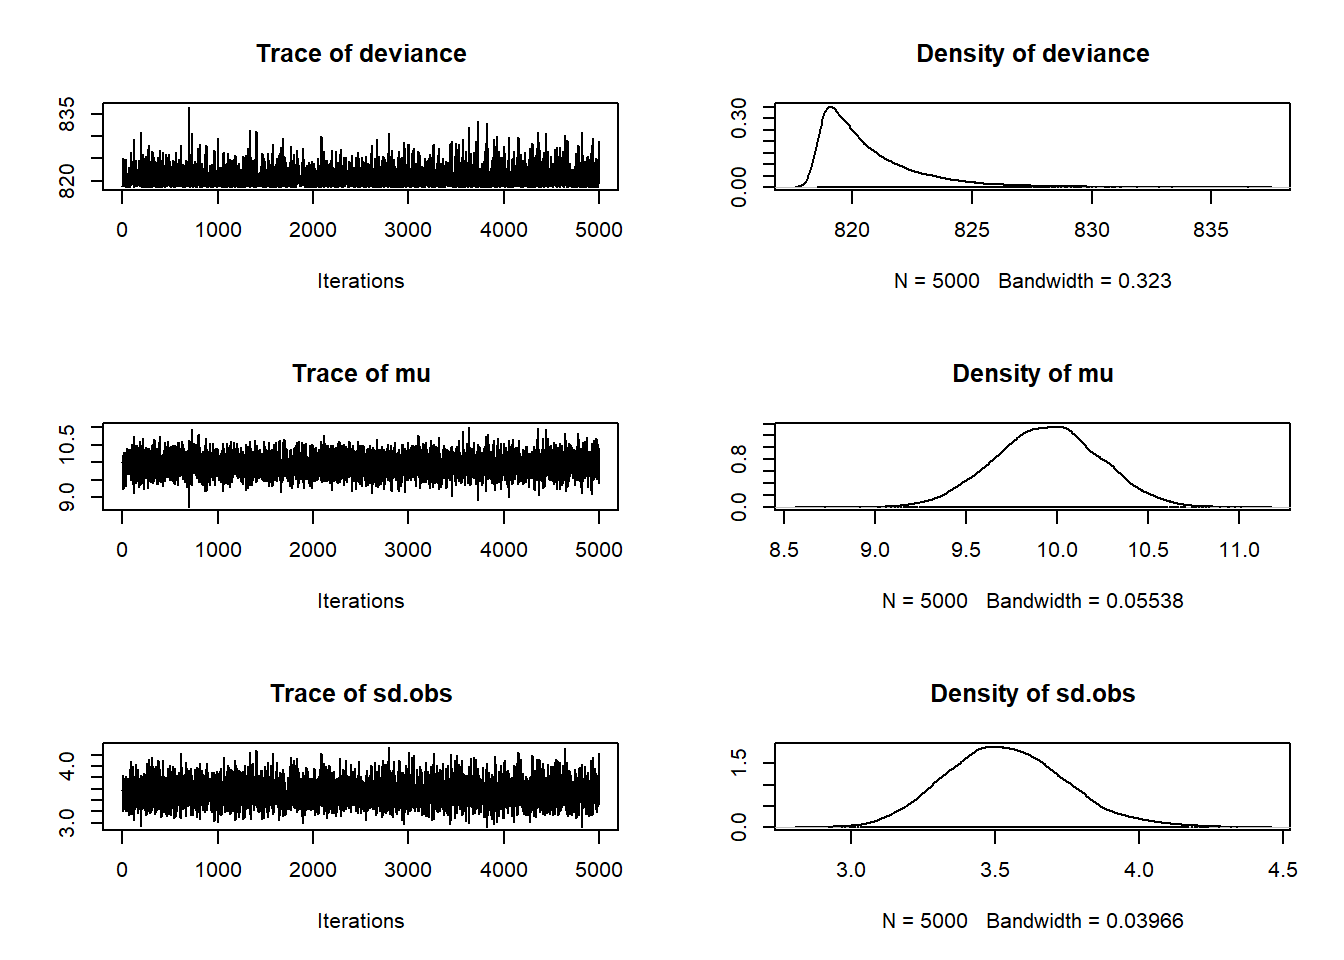 Trace of deviance
835
820
0 1000 2000 3000 4000 5000
Iterations
Density of deviance
0.30
0.00
820 825 830 835
N = 5000 Bandwidth = 0.323
Trace of mu
10.5
9.0
0 1000 2000 3000 4000 5000
Iterations
Density of mu
0.8
0.0
8.5 9.0 9.5 10.0 10.5 11.0
N = 5000 Bandwidth = 0.05538
Trace of sd.obs
4.0
3.0
0 1000 2000 3000 4000 5000
Iterations
Density of sd.obs
1.5
0.0
3.0 3.5 4.0 4.5
N = 5000 Bandwidth = 0.03966